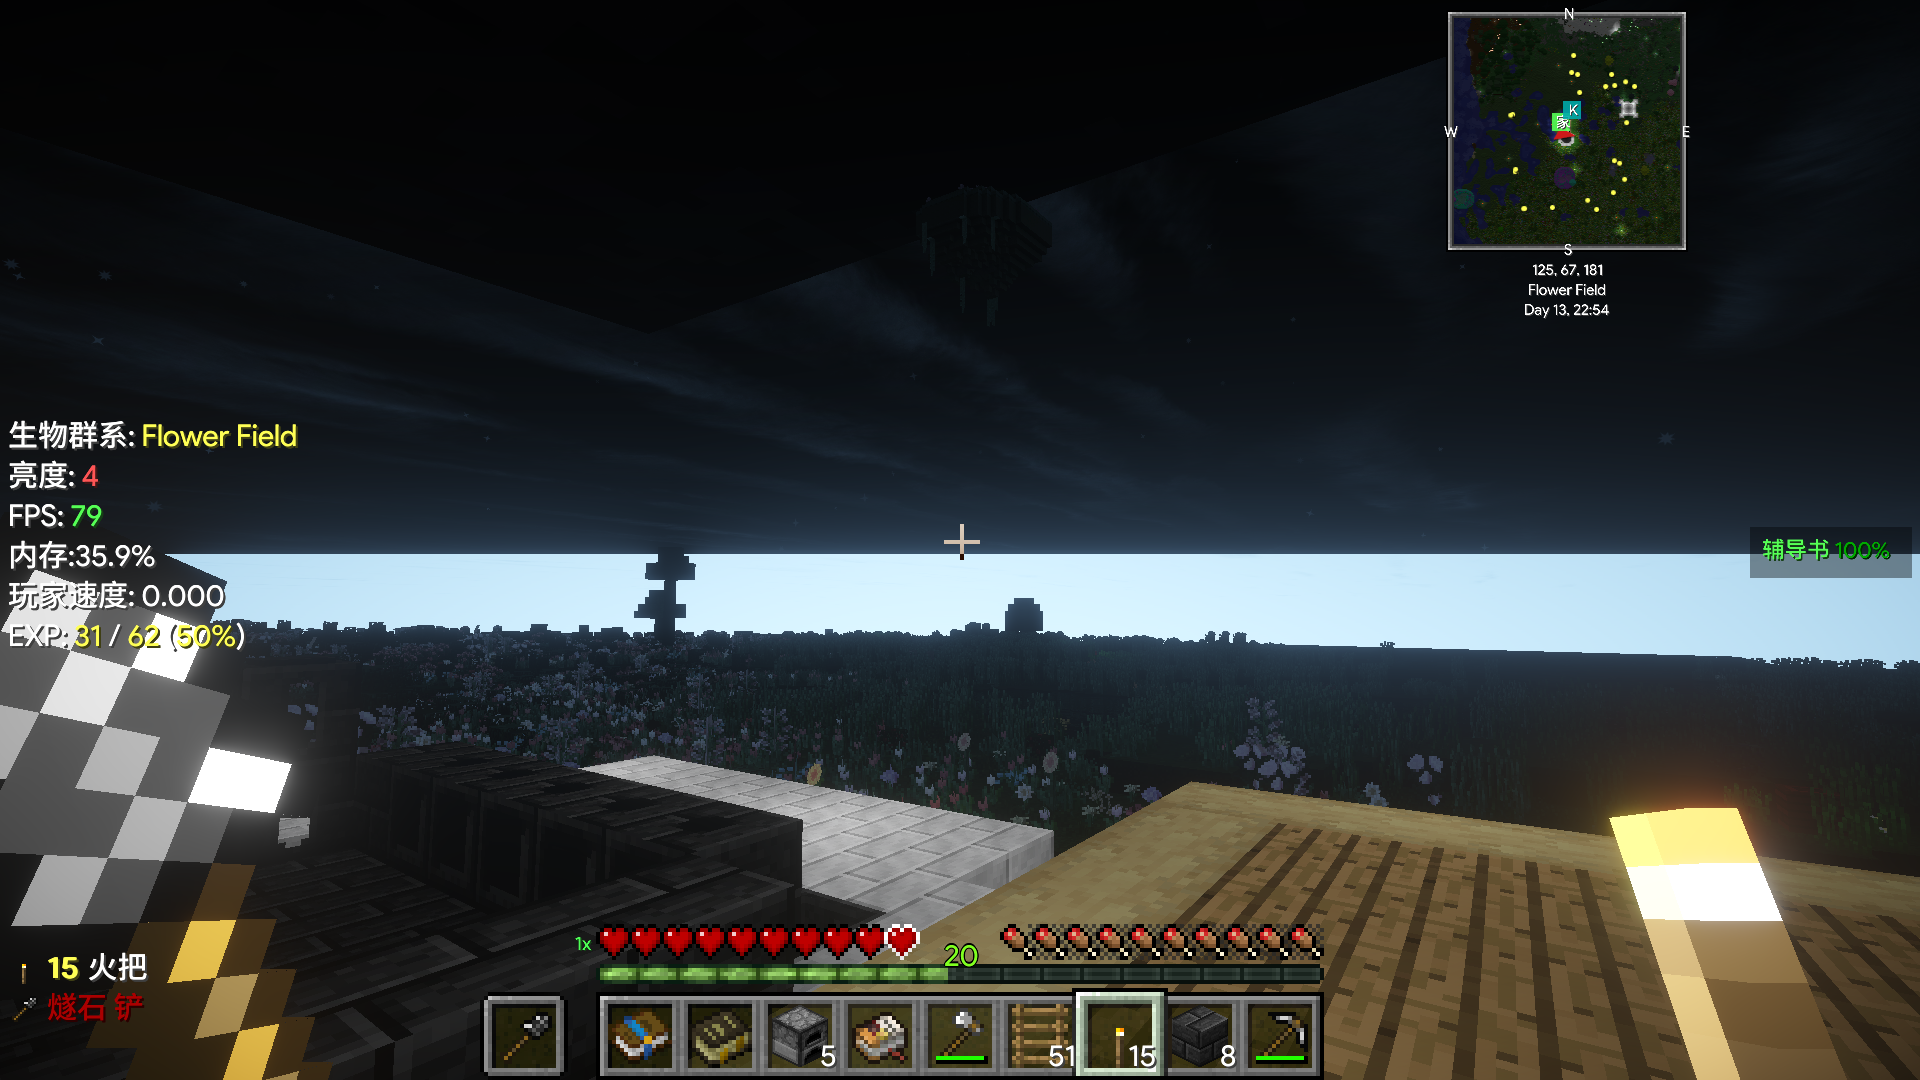 N
K
家
W
E
S
125, 67, 181
Flower Field
Day 13, 22:54
生物群系: Flower Field
亮度: 4
FPS: 79
内存:35.9%
玩家速度: 0.000
EXP: 31 / 62 (50%)
辅导书 100%
1x
20
15 火把
燧石 铲
5
51
15
8